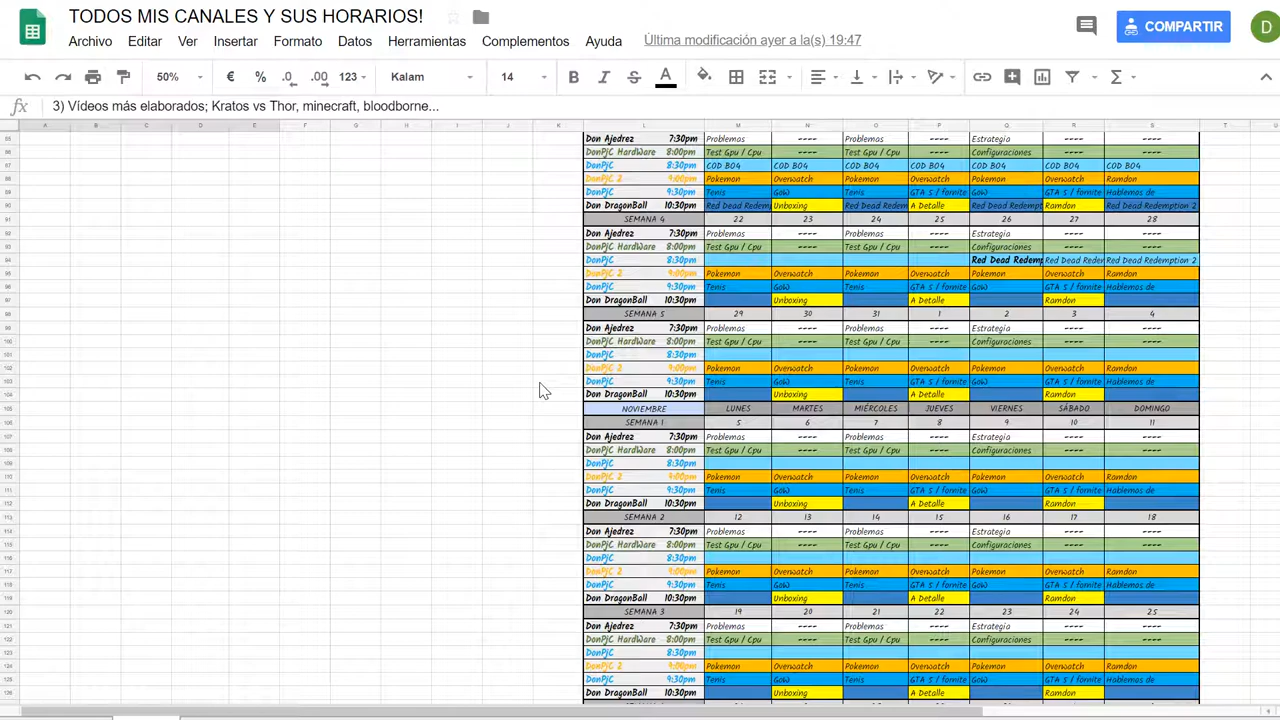 TODOS MIS CANALES Y SUS HORARIOS!
Archivo Editar Ver Insertar Formato Datos Herramientas Complementos Ayuda Última modificación ayer a la(s) 19:47
COMPARTIR D
50% € % .0 .00 123 Kalam 14 B I S A Σ
fx 3) Vídeos más elaborados; Kratos vs Thor, minecraft, bloodborne...
A B C D E F G H I J K L M N O P Q R S T U
Don Ajedrez 7:30pm Problemas ---- Problemas ---- Estrategia ---- ----
DonPJC HardWare 8:00pm Test Gpu / Cpu ---- Test Gpu / Cpu ---- Configuraciones ---- ----
DonPJC 8:30pm COD BO4 COD BO4 COD BO4 COD BO4 COD BO4 COD BO4 COD BO4
DonPJC 2 9:00pm Pokemon Overwatch Pokemon Overwatch Pokemon Overwatch Ramdon
DonPJC 9:30pm Tenis GoW Tenis GTA 5 / fornite GoW GTA 5 / fornite Hablemos de
Don DragonBall 10:30pm Red Dead Redem Unboxing Red Dead Redem A Detalle Red Dead Redempt Ramdon Red Dead Redemption 2
SEMANA 4 22 23 24 25 26 27 28
Don Ajedrez 7:30pm Problemas ---- Problemas ---- Estrategia ---- ----
DonPJC HardWare 8:00pm Test Gpu / Cpu ---- Test Gpu / Cpu ---- Configuraciones ---- ----
DonPJC 8:30pm Red Dead Redemp Red Dead Redem Red Dead Redemption 2
DonPJC 2 9:00pm Pokemon Overwatch Pokemon Overwatch Pokemon Overwatch Ramdon
DonPJC 9:30pm Tenis GoW Tenis GTA 5 / fornite GoW GTA 5 / fornite Hablemos de
Don DragonBall 10:30pm Unboxing A Detalle Ramdon
SEMANA 5 29 30 31 1 2 3 4
Don Ajedrez 7:30pm Problemas ---- Problemas ---- Estrategia ---- ----
DonPJC HardWare 8:00pm Test Gpu / Cpu ---- Test Gpu / Cpu ---- Configuraciones ---- ----
DonPJC 8:30pm
DonPJC 2 9:00pm Pokemon Overwatch Pokemon Overwatch Pokemon Overwatch Ramdon
DonPJC 9:30pm Tenis GoW Tenis GTA 5 / fornite GoW GTA 5 / fornite Hablemos de
Don DragonBall 10:30pm Unboxing A Detalle Ramdon
NOVIEMBRE LUNES MARTES MIÉRCOLES JUEVES VIERNES SÁBADO DOMINGO
SEMANA 1 5 6 7 8 9 10 11
Don Ajedrez 7:30pm Problemas ---- Problemas ---- Estrategia ---- ----
DonPJC HardWare 8:00pm Test Gpu / Cpu ---- Test Gpu / Cpu ---- Configuraciones ---- ----
DonPJC 8:30pm
DonPJC 2 9:00pm Pokemon Overwatch Pokemon Overwatch Pokemon Overwatch Ramdon
DonPJC 9:30pm Tenis GoW Tenis GTA 5 / fornite GoW GTA 5 / fornite Hablemos de
Don DragonBall 10:30pm Unboxing A Detalle Ramdon
SEMANA 2 12 13 14 15 16 17 18
Don Ajedrez 7:30pm Problemas ---- Problemas ---- Estrategia ---- ----
DonPJC HardWare 8:00pm Test Gpu / Cpu ---- Test Gpu / Cpu ---- Configuraciones ---- ----
DonPJC 8:30pm
DonPJC 2 9:00pm Pokemon Overwatch Pokemon Overwatch Pokemon Overwatch Ramdon
DonPJC 9:30pm Tenis GoW Tenis GTA 5 / fornite GoW GTA 5 / fornite Hablemos de
Don DragonBall 10:30pm Unboxing A Detalle Ramdon
SEMANA 3 19 20 21 22 23 24 25
Don Ajedrez 7:30pm Problemas ---- Problemas ---- Estrategia ---- ----
DonPJC HardWare 8:00pm Test Gpu / Cpu ---- Test Gpu / Cpu ---- Configuraciones ---- ----
DonPJC 8:30pm
DonPJC 2 9:00pm Pokemon Overwatch Pokemon Overwatch Pokemon Overwatch Ramdon
DonPJC 9:30pm Tenis GoW Tenis GTA 5 / fornite GoW GTA 5 / fornite Hablemos de
Don DragonBall 10:30pm Unboxing A Detalle Ramdon